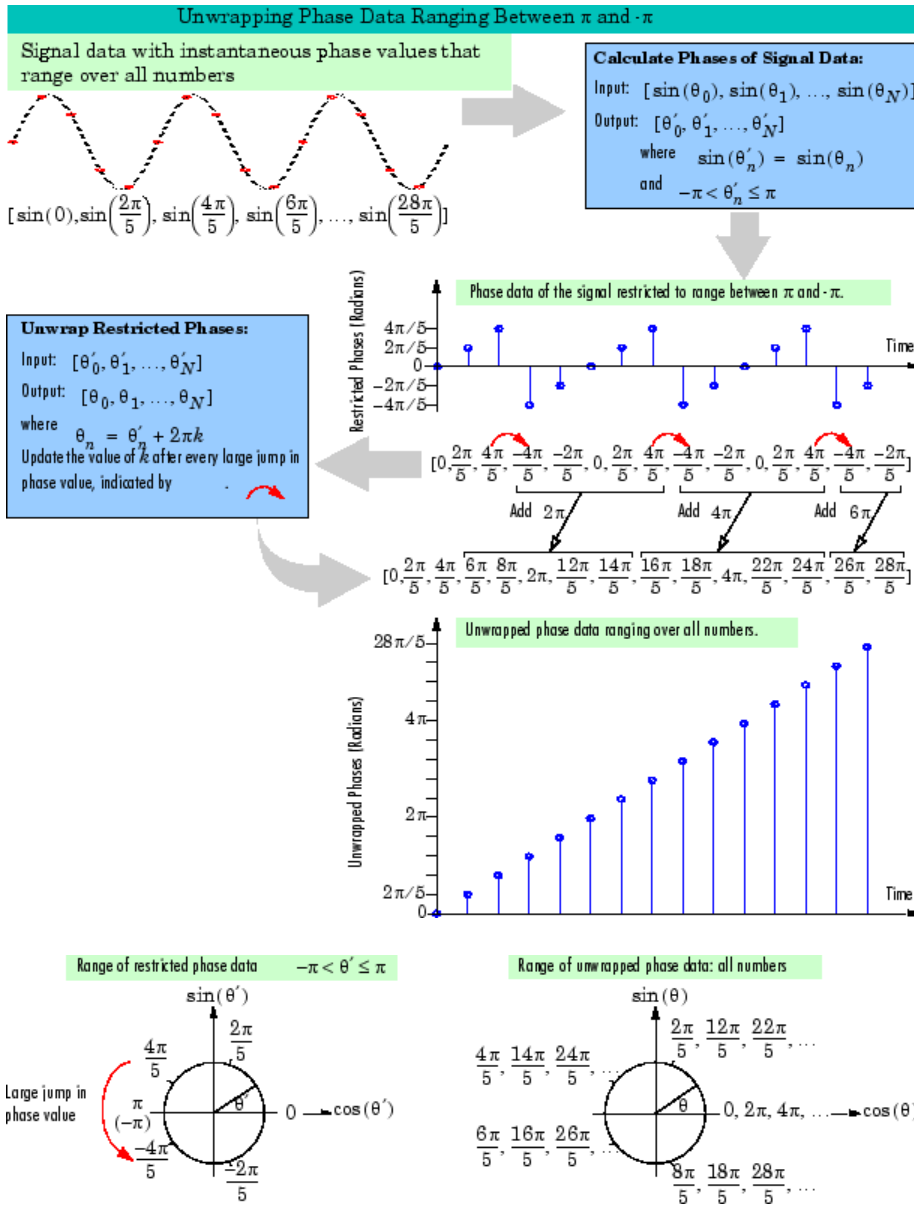 Unwrapping Phase Data Ranging Between π and -π
Signal data with instantaneous phase values that
range over all numbers
[sin(0), sin(2π/5), sin(4π/5), sin(6π/5), ..., sin(28π/5)]
Calculate Phases of Signal Data:
Input: [sin(θ₀), sin(θ₁), ..., sin(θ_N)]
Output: [θ′₀, θ′₁, ..., θ′_N]
where sin(θ′ₙ) = sin(θₙ)
and -π < θ′ₙ ≤ π
Phase data of the signal restricted to range between π and -π.
Restricted Phases (Radians)
4π/5
2π/5
0
-2π/5
-4π/5
Time
Unwrap Restricted Phases:
Input: [θ′₀, θ′₁, ..., θ′_N]
Output: [θ₀, θ₁, ..., θ_N]
where
θₙ = θ′ₙ + 2πk
Update the value of k after every large jump in
phase value, indicated by .
[0, 2π/5, 4π/5, -4π/5, -2π/5, 0, 2π/5, 4π/5, -4π/5, -2π/5, 0, 2π/5, 4π/5, -4π/5, -2π/5]
Add 2π Add 4π Add 6π
[0, 2π/5, 4π/5, 6π/5, 8π/5, 2π, 12π/5, 14π/5, 16π/5, 18π/5, 4π, 22π/5, 24π/5, 26π/5, 28π/5]
Unwrapped phase data ranging over all numbers.
Unwrapped Phases (Radians)
28π/5
4π
2π
2π/5
0
Time
Range of restricted phase data -π < θ′ ≤ π
sin(θ′)
2π/5
4π/5
Large jump in
phase value
π
(-π)
θ′
0
cos(θ′)
-4π/5
-2π/5
Range of unwrapped phase data: all numbers
sin(θ)
2π/5, 12π/5, 22π/5, ...
4π/5, 14π/5, 24π/5, ...
θ
0, 2π, 4π, ...
cos(θ)
6π/5, 16π/5, 26π/5, ...
8π/5, 18π/5, 28π/5, ...